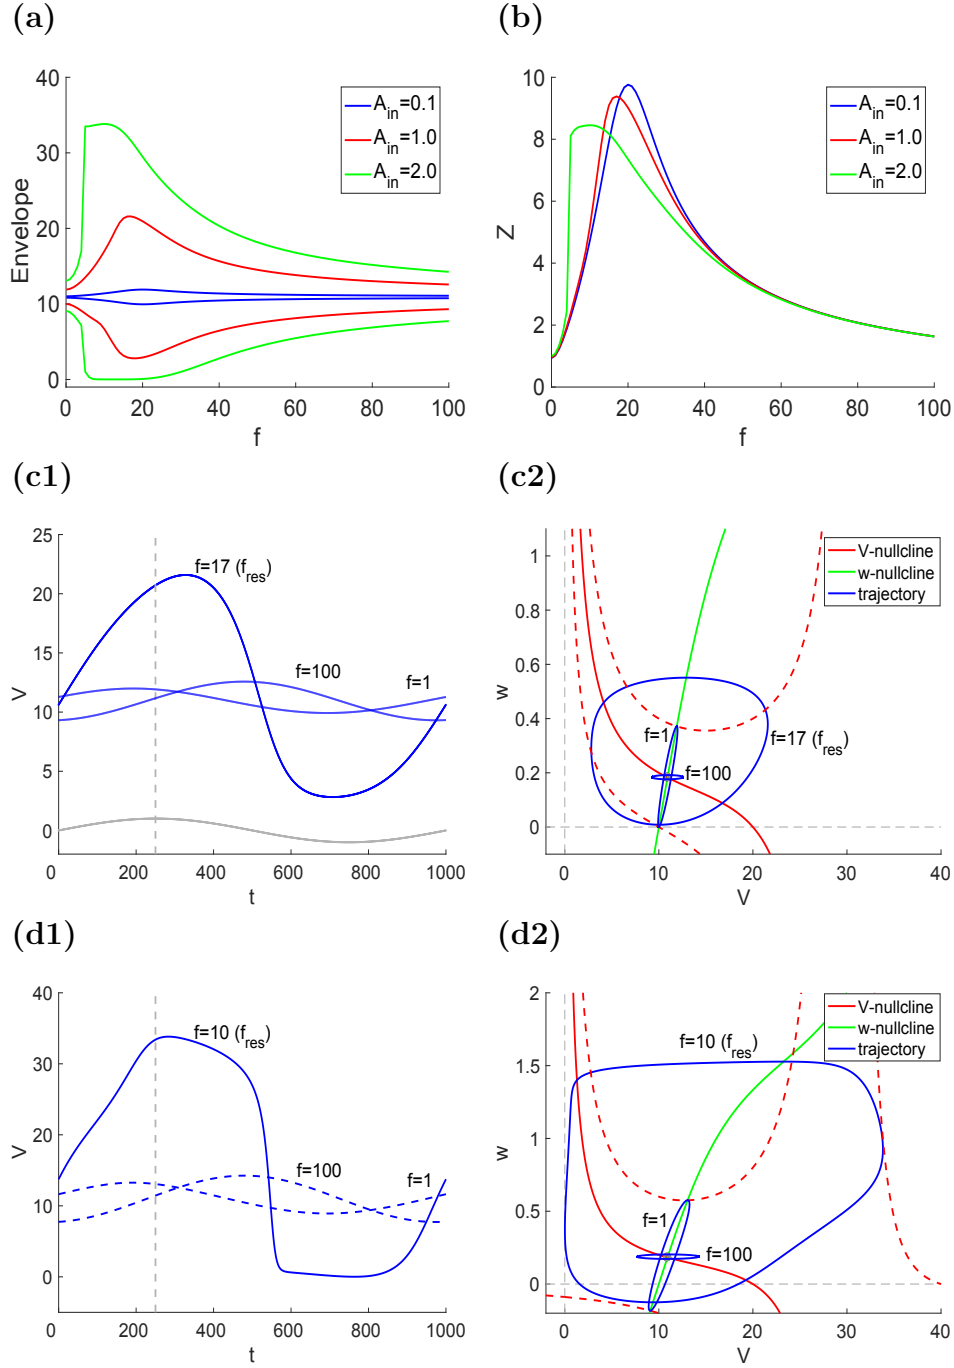 (a)
40
30
20
10
0
Envelope
0 20 40 60 80 100
f
A_in=0.1
A_in=1.0
A_in=2.0
(b)
10
8
6
4
2
0
Z
0 20 40 60 80 100
f
A_in=0.1
A_in=1.0
A_in=2.0
(c1)
25
20
15
10
5
0
V
f=17 (f_res)
f=100
f=1
0 200 400 600 800 1000
t
(c2)
1
0.8
0.6
0.4
0.2
0
w
V-nullcline
w-nullcline
trajectory
f=1
f=17 (f_res)
f=100
0 10 20 30 40
V
(d1)
40
30
20
10
0
V
f=10 (f_res)
f=100
f=1
0 200 400 600 800 1000
t
(d2)
2
1.5
1
0.5
0
w
V-nullcline
w-nullcline
trajectory
f=10 (f_res)
f=1
f=100
0 10 20 30 40
V